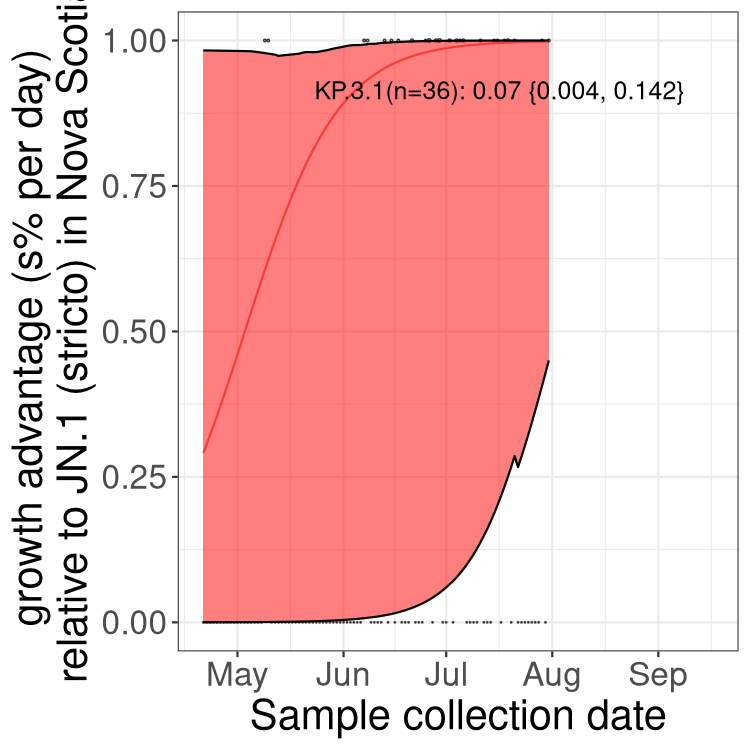 growth advantage (s% per day)
relative to JN.1 (stricto) in Nova Scotia
1.00
0.75
0.50
0.25
0.00
KP.3.1(n=36): 0.07 {0.004, 0.142}
May Jun Jul Aug Sep
Sample collection date